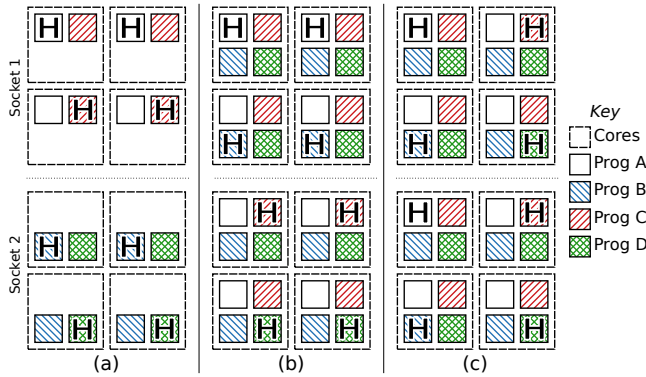 Socket 1
H H H H H H
H H
H H H H
Socket 2
H H H H
H H
H H H H H H
(a) (b) (c)
Key
Cores
Prog A
Prog B
Prog C
Prog D